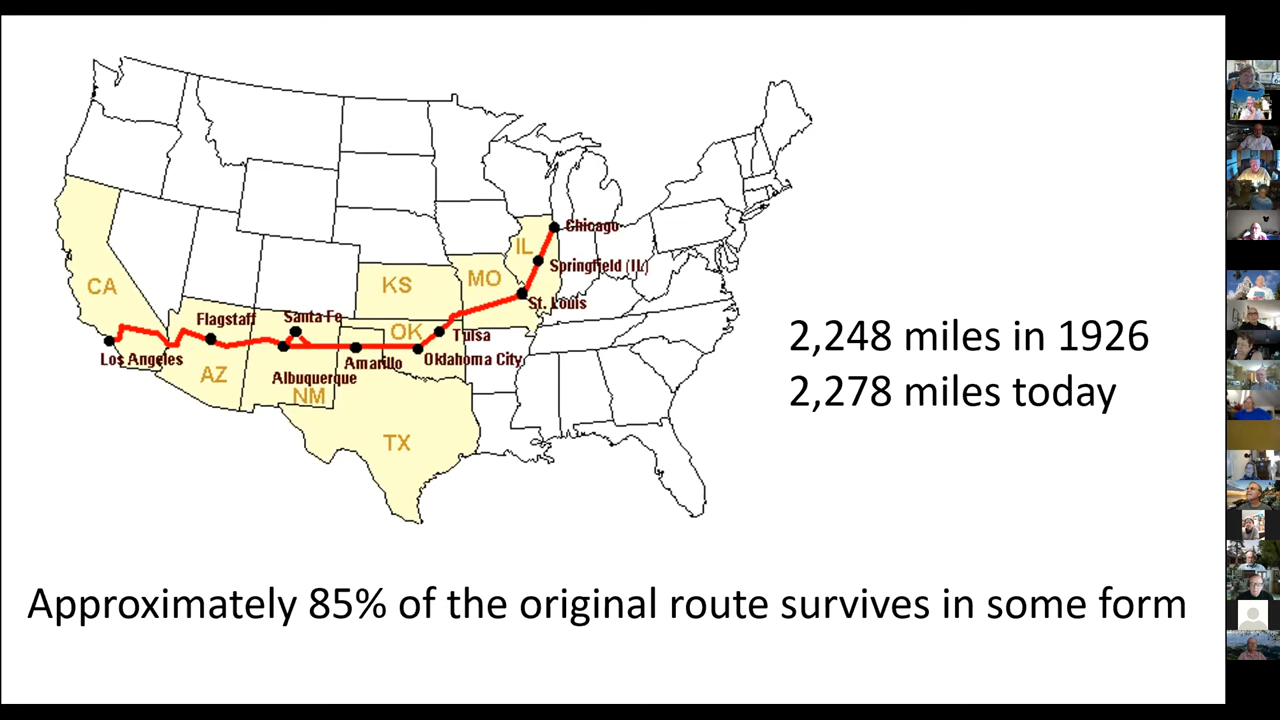 Chicago
IL
Springfield (IL)
MO
KS
CA
St. Louis
Santa Fe
Flagstaff
OK
Tulsa
Los Angeles
Amarillo
Oklahoma City
AZ
Albuquerque
NM
TX
2,248 miles in 1926
2,278 miles today
Approximately 85% of the original route survives in some form